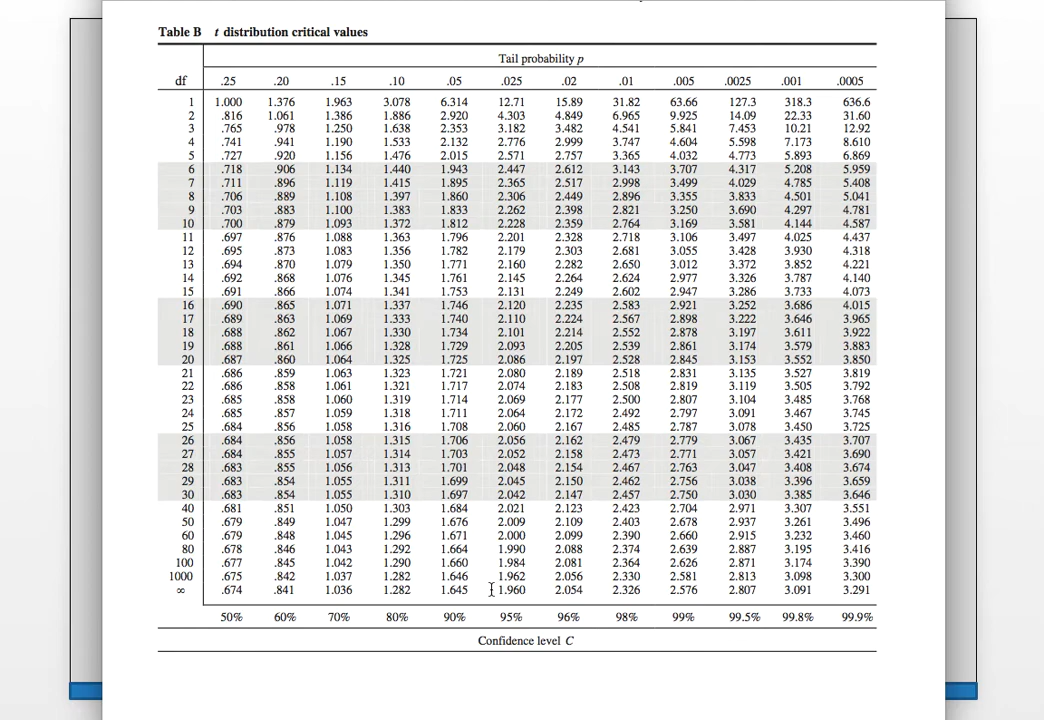 Table B t distribution critical values
Tail probability p
df .25 .20 .15 .10 .05 .025 .02 .01 .005 .0025 .001 .0005
1 1.000 1.376 1.963 3.078 6.314 12.71 15.89 31.82 63.66 127.3 318.3 636.6
2 .816 1.061 1.386 1.886 2.920 4.303 4.849 6.965 9.925 14.09 22.33 31.60
3 .765 .978 1.250 1.638 2.353 3.182 3.482 4.541 5.841 7.453 10.21 12.92
4 .741 .941 1.190 1.533 2.132 2.776 2.999 3.747 4.604 5.598 7.173 8.610
5 .727 .920 1.156 1.476 2.015 2.571 2.757 3.365 4.032 4.773 5.893 6.869
6 .718 .906 1.134 1.440 1.943 2.447 2.612 3.143 3.707 4.317 5.208 5.959
7 .711 .896 1.119 1.415 1.895 2.365 2.517 2.998 3.499 4.029 4.785 5.408
8 .706 .889 1.108 1.397 1.860 2.306 2.449 2.896 3.355 3.833 4.501 5.041
9 .703 .883 1.100 1.383 1.833 2.262 2.398 2.821 3.250 3.690 4.297 4.781
10 .700 .879 1.093 1.372 1.812 2.228 2.359 2.764 3.169 3.581 4.144 4.587
11 .697 .876 1.088 1.363 1.796 2.201 2.328 2.718 3.106 3.497 4.025 4.437
12 .695 .873 1.083 1.356 1.782 2.179 2.303 2.681 3.055 3.428 3.930 4.318
13 .694 .870 1.079 1.350 1.771 2.160 2.282 2.650 3.012 3.372 3.852 4.221
14 .692 .868 1.076 1.345 1.761 2.145 2.264 2.624 2.977 3.326 3.787 4.140
15 .691 .866 1.074 1.341 1.753 2.131 2.249 2.602 2.947 3.286 3.733 4.073
16 .690 .865 1.071 1.337 1.746 2.120 2.235 2.583 2.921 3.252 3.686 4.015
17 .689 .863 1.069 1.333 1.740 2.110 2.224 2.567 2.898 3.222 3.646 3.965
18 .688 .862 1.067 1.330 1.734 2.101 2.214 2.552 2.878 3.197 3.611 3.922
19 .688 .861 1.066 1.328 1.729 2.093 2.205 2.539 2.861 3.174 3.579 3.883
20 .687 .860 1.064 1.325 1.725 2.086 2.197 2.528 2.845 3.153 3.552 3.850
21 .686 .859 1.063 1.323 1.721 2.080 2.189 2.518 2.831 3.135 3.527 3.819
22 .686 .858 1.061 1.321 1.717 2.074 2.183 2.508 2.819 3.119 3.505 3.792
23 .685 .858 1.060 1.319 1.714 2.069 2.177 2.500 2.807 3.104 3.485 3.768
24 .685 .857 1.059 1.318 1.711 2.064 2.172 2.492 2.797 3.091 3.467 3.745
25 .684 .856 1.058 1.316 1.708 2.060 2.167 2.485 2.787 3.078 3.450 3.725
26 .684 .856 1.058 1.315 1.706 2.056 2.162 2.479 2.779 3.067 3.435 3.707
27 .684 .855 1.057 1.314 1.703 2.052 2.158 2.473 2.771 3.057 3.421 3.690
28 .683 .855 1.056 1.313 1.701 2.048 2.154 2.467 2.763 3.047 3.408 3.674
29 .683 .854 1.055 1.311 1.699 2.045 2.150 2.462 2.756 3.038 3.396 3.659
30 .683 .854 1.055 1.310 1.697 2.042 2.147 2.457 2.750 3.030 3.385 3.646
40 .681 .851 1.050 1.303 1.684 2.021 2.123 2.423 2.704 2.971 3.307 3.551
50 .679 .849 1.047 1.299 1.676 2.009 2.109 2.403 2.678 2.937 3.261 3.496
60 .679 .848 1.045 1.296 1.671 2.000 2.099 2.390 2.660 2.915 3.232 3.460
80 .678 .846 1.043 1.292 1.664 1.990 2.088 2.374 2.639 2.887 3.195 3.416
100 .677 .845 1.042 1.290 1.660 1.984 2.081 2.364 2.626 2.871 3.174 3.390
1000 .675 .842 1.037 1.282 1.646 1.962 2.056 2.330 2.581 2.813 3.098 3.300
∞ .674 .841 1.036 1.282 1.645 1.960 2.054 2.326 2.576 2.807 3.091 3.291
50% 60% 70% 80% 90% 95% 96% 98% 99% 99.5% 99.8% 99.9%
Confidence level C